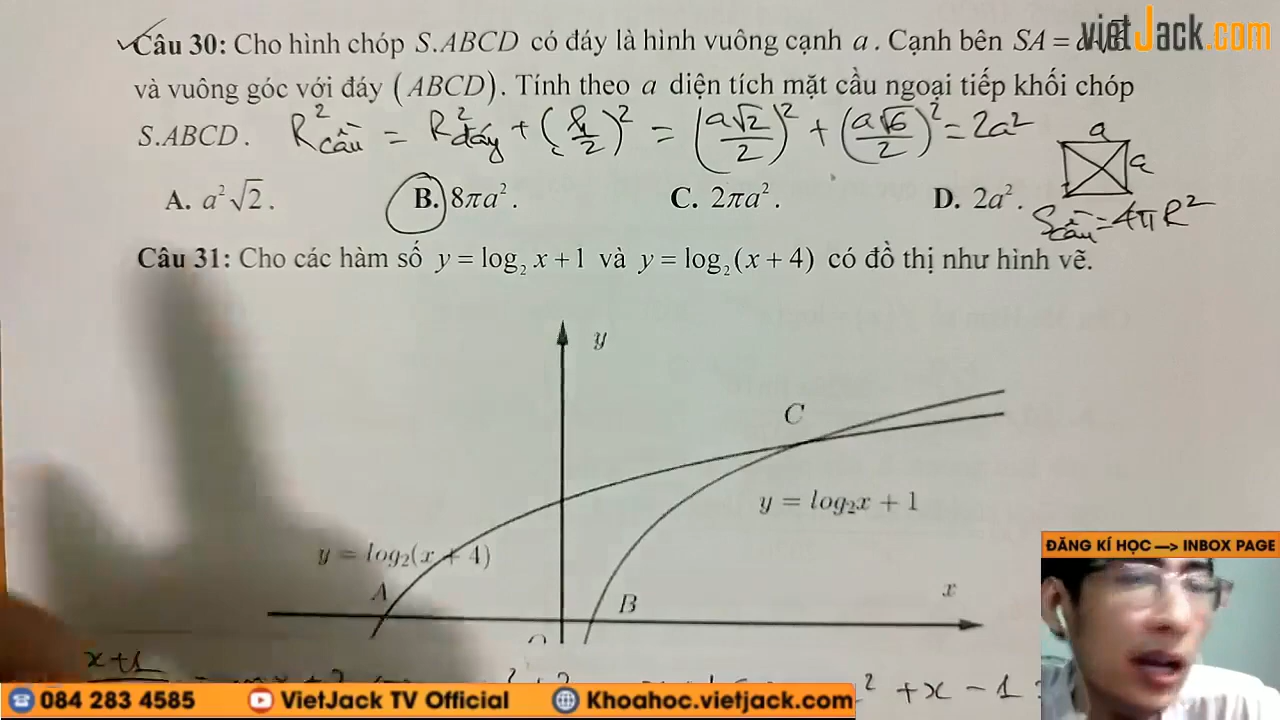 vietJack.com
Câu 30: Cho hình chóp S.ABCD có đáy là hình vuông cạnh a. Cạnh bên SA =
và vuông góc với đáy (ABCD). Tính theo a diện tích mặt cầu ngoại tiếp khối chóp
S.ABCD. R²cầu = R²đáy + (h/2)² = (a√2/2)² + (a√6/2)² = 2a²
a
a
A. a²√2. B. 8πa². C. 2πa². D. 2a².
Scầu = 4πR²
Câu 31: Cho các hàm số y = log₂ x + 1 và y = log₂(x + 4) có đồ thị như hình vẽ.
y
C
y = log₂x + 1
y = log₂(x + 4)
A
B
x
x+1
² + x - 1
ĐĂNG KÍ HỌC —> INBOX PAGE
084 283 4585 VietJack TV Official Khoahoc.vietjack.com